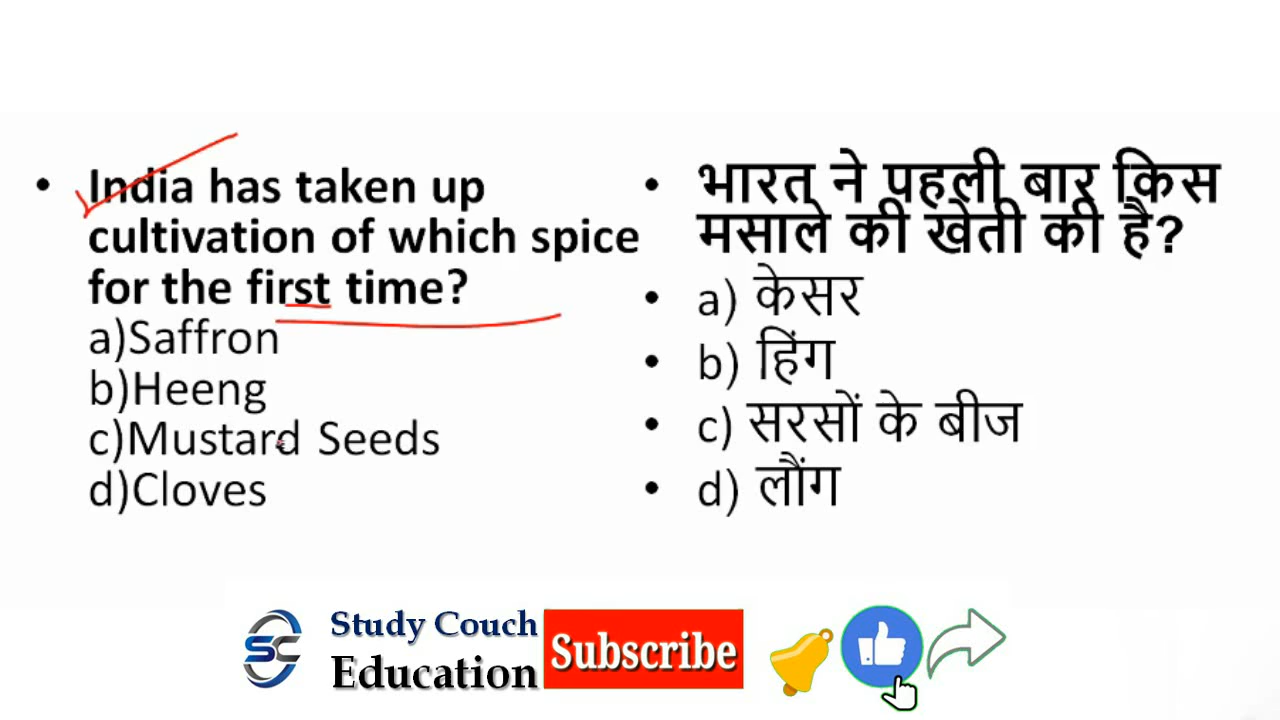 • India has taken up
cultivation of which spice
for the first time?
a)Saffron
b)Heeng
c)Mustard Seeds
d)Cloves
• भारत ने पहली बार किस
मसाले की खेती की है?
• a) केसर
• b) हिंग
• c) सरसों के बीज
• d) लौंग
SC
Study Couch
Education
Subscribe